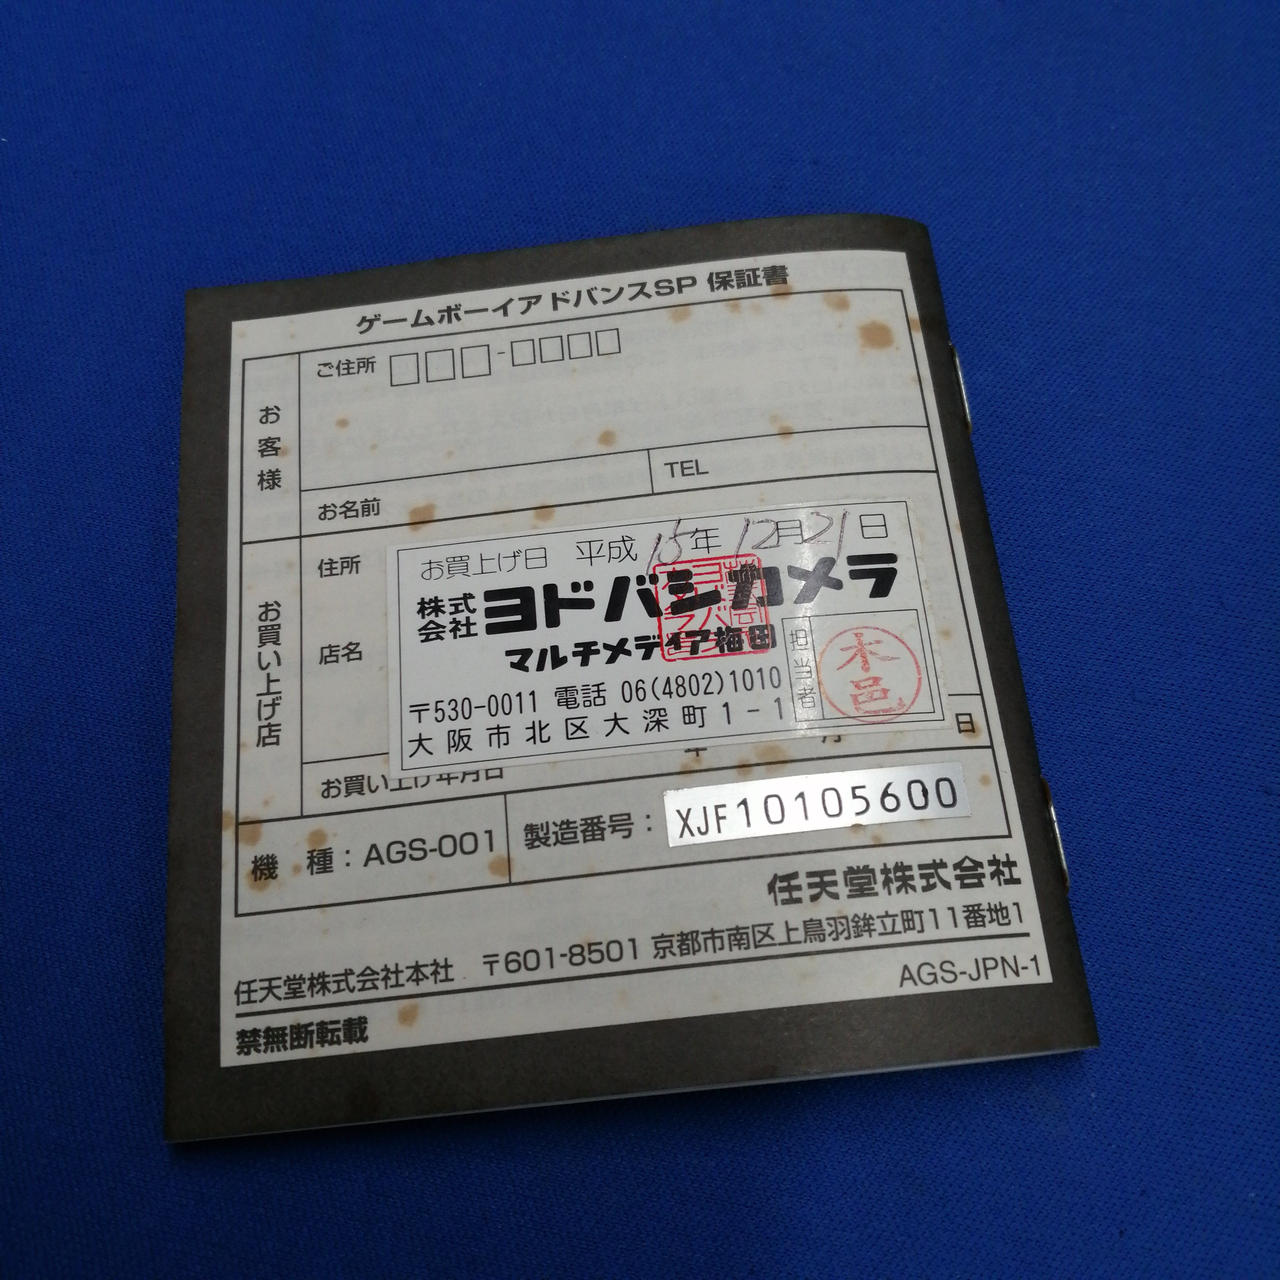 ゲームボーイアドバンスSP 保証書
お客様
ご住所 □□□-□□□□
お名前
TEL
お買い上げ店
住所
店名
お買上げ日 平成15年12月21日
株式会社 ヨドバシカメラ
マルチメディア梅田
〒530-0011 電話 06(4802)1010
大阪市北区大深町1-1
担当者
木邑
お買い上げ年月日 年 月 日
機 種：AGS-001
製造番号： XJF10105600
任天堂株式会社
任天堂株式会社本社 〒601-8501 京都市南区上鳥羽鉾立町11番地1
禁無断転載
AGS-JPN-1